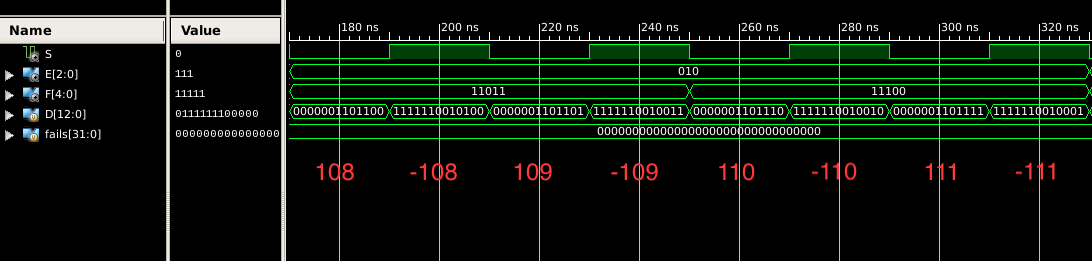 Name Value 180 ns 200 ns 220 ns 240 ns 260 ns 280 ns 300 ns 320 ns
S 0
E[2:0] 111 010
F[4:0] 11111 11011 11100
D[12:0] 0111111100000 0000001101100 1111110010100 0000001101101 1111110010011 0000001101110 1111110010010 0000001101111 1111110010001
fails[31:0] 0000000000000000 00000000000000000000000000000000
108 -108 109 -109 110 -110 111 -111